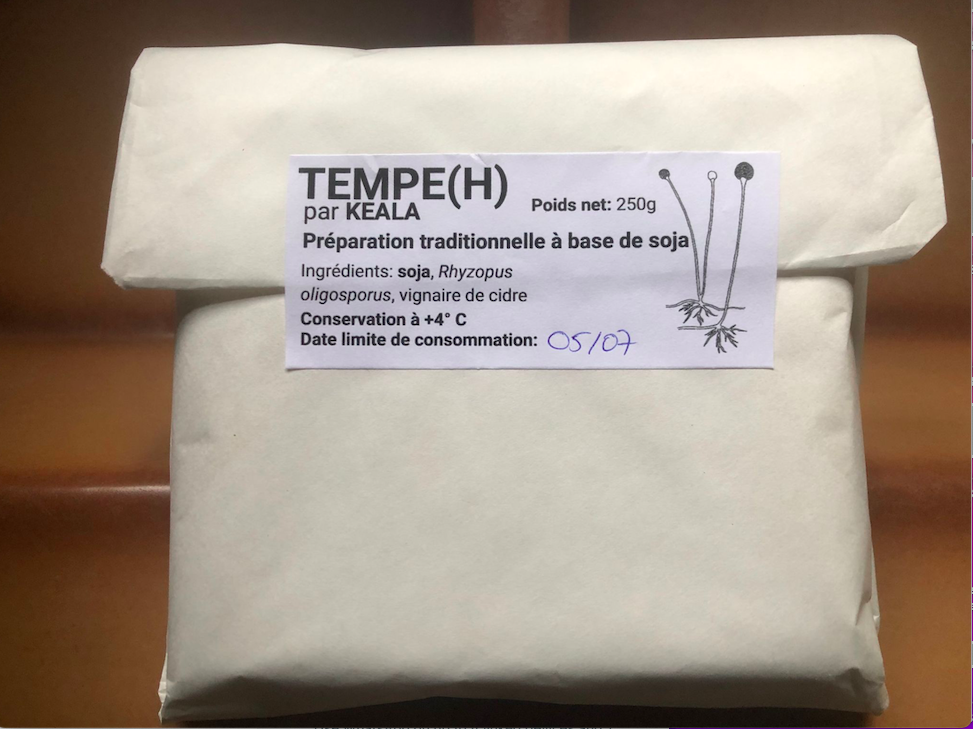 TEMPE(H)
par KEALA
Poids net: 250g
Préparation traditionnelle à base de soja
Ingrédients: soja, Rhyzopus
oligosporus, vignaire de cidre
Conservation à +4° C
Date limite de consommation: 05/07